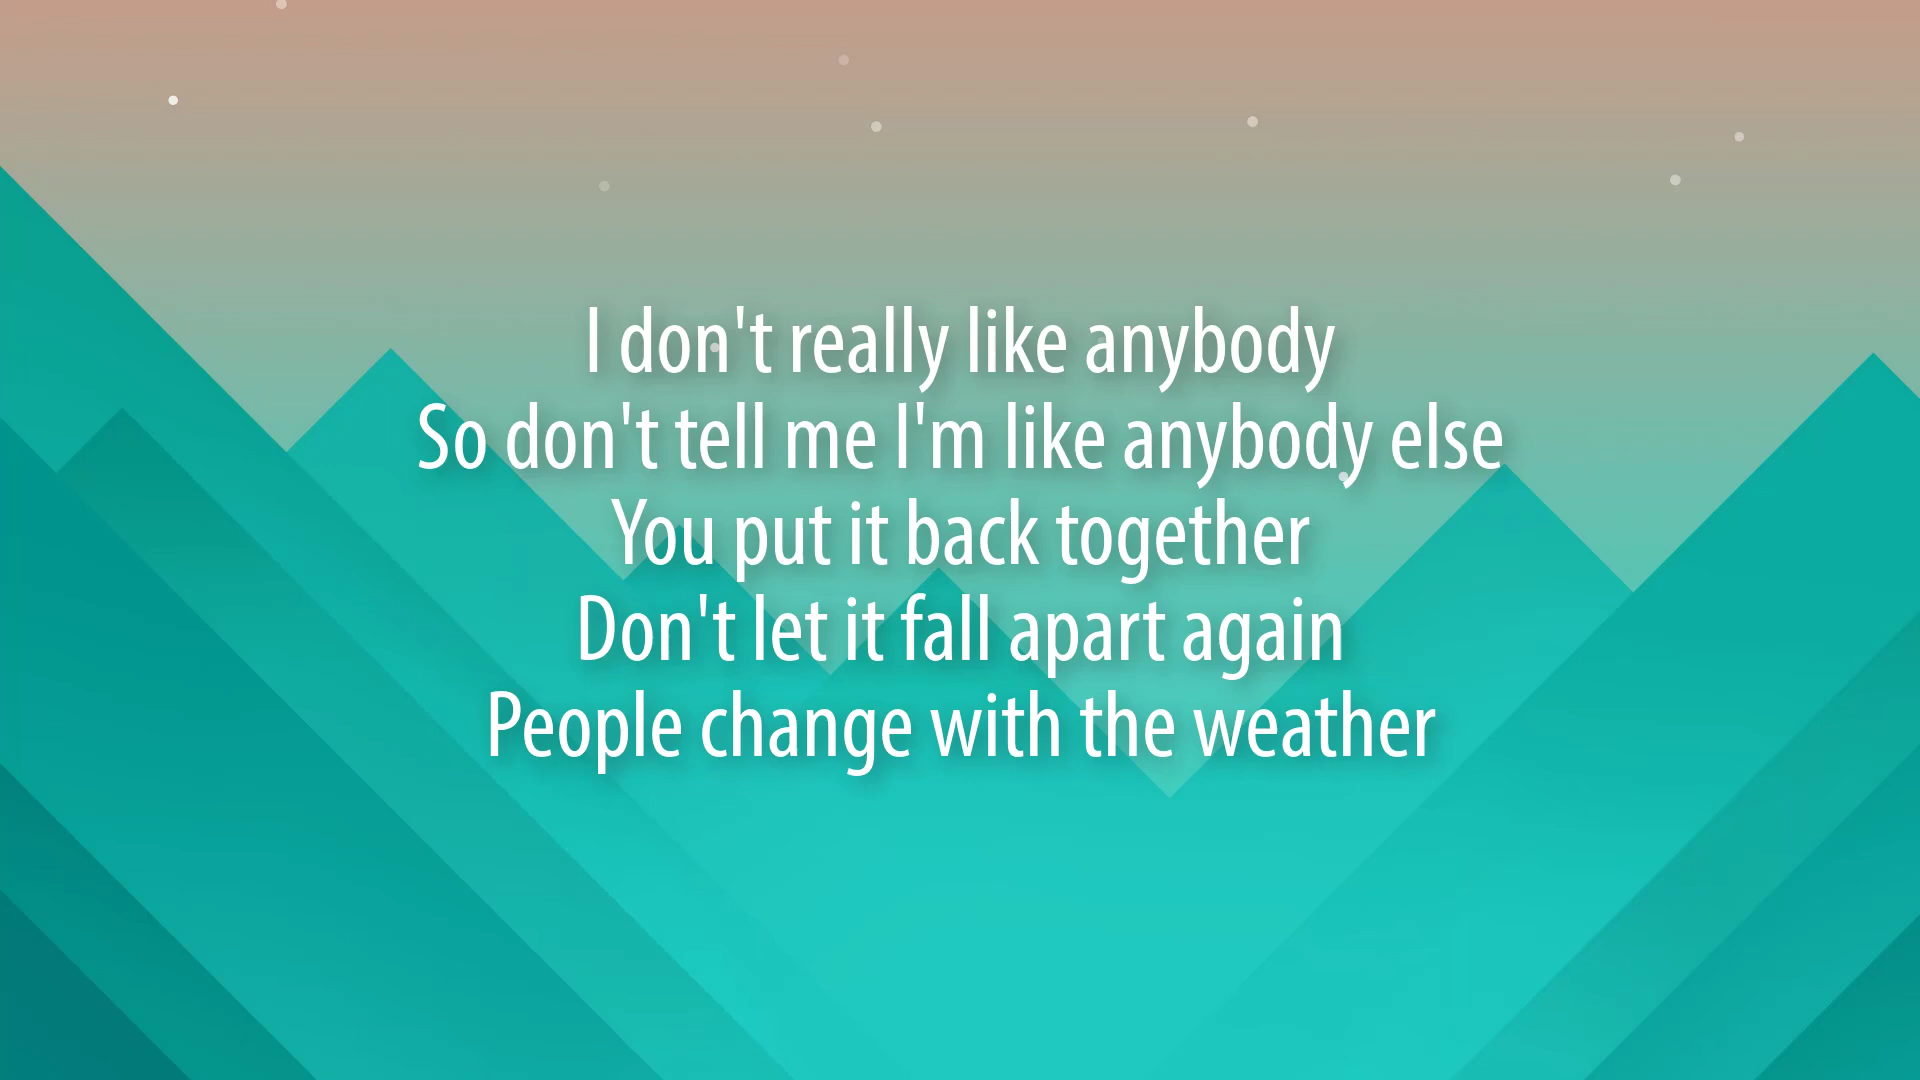 I don't really like anybody
So don't tell me I'm like anybody else
You put it back together
Don't let it fall apart again
People change with the weather